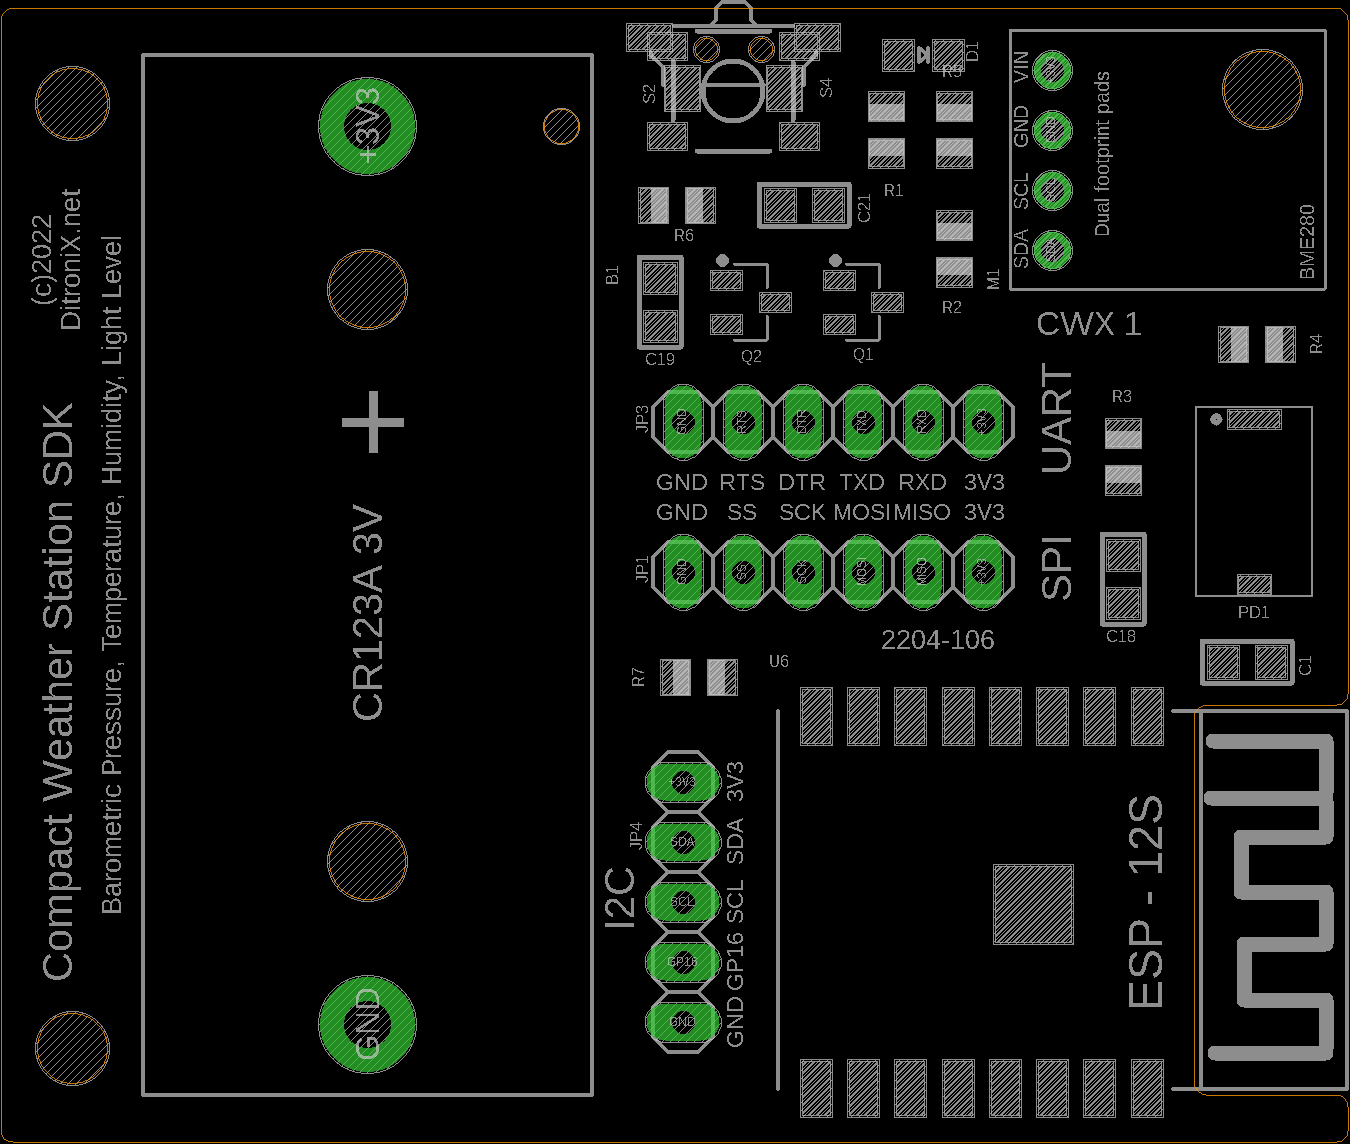 (c)2022
DitroniX.net
Compact Weather Station SDK
Barometric Pressure, Temperature, Humidity, Light Level
+3V3
+
CR123A 3V
GND
S2
S4
D1
R5
R1
R6
C21
B1
C19
Q2
Q1
R2
M1
VIN
GND
SCL
SDA
+3V3
GND
SCL
SDA
Dual footprint pads
BME280
CWX 1
R4
R3
UART
JP3
GND
RTS
DTR
TXD
RXD
+3V3
GND RTS DTR TXD RXD 3V3
GND SS SCK MOSI MISO 3V3
JP1
GND
SS
SCK
MOSI
MISO
+3V3
SPI
C18
PD1
C1
2204-106
R7
U6
I2C
JP4
+3V3
SDA
SCL
GP16
GND
3V3
SDA
SCL
GP16
GND
ESP - 12S